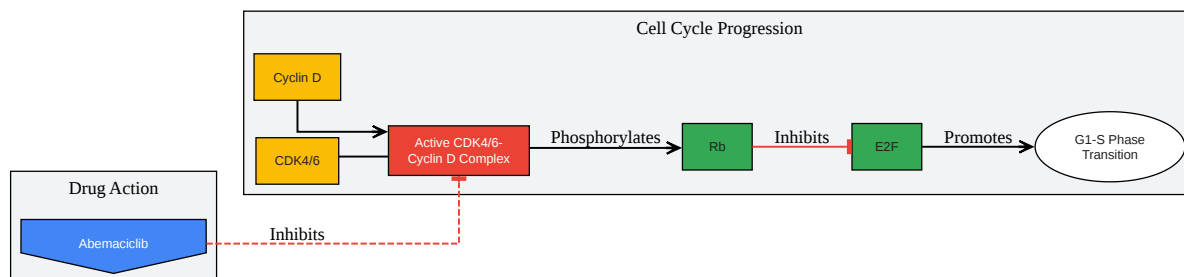 Cell Cycle Progression
Cyclin D
CDK4/6
Active CDK4/6-
Cyclin D Complex
Phosphorylates
Rb
Inhibits
E2F
Promotes
G1-S Phase
Transition
Drug Action
Abemaciclib
Inhibits